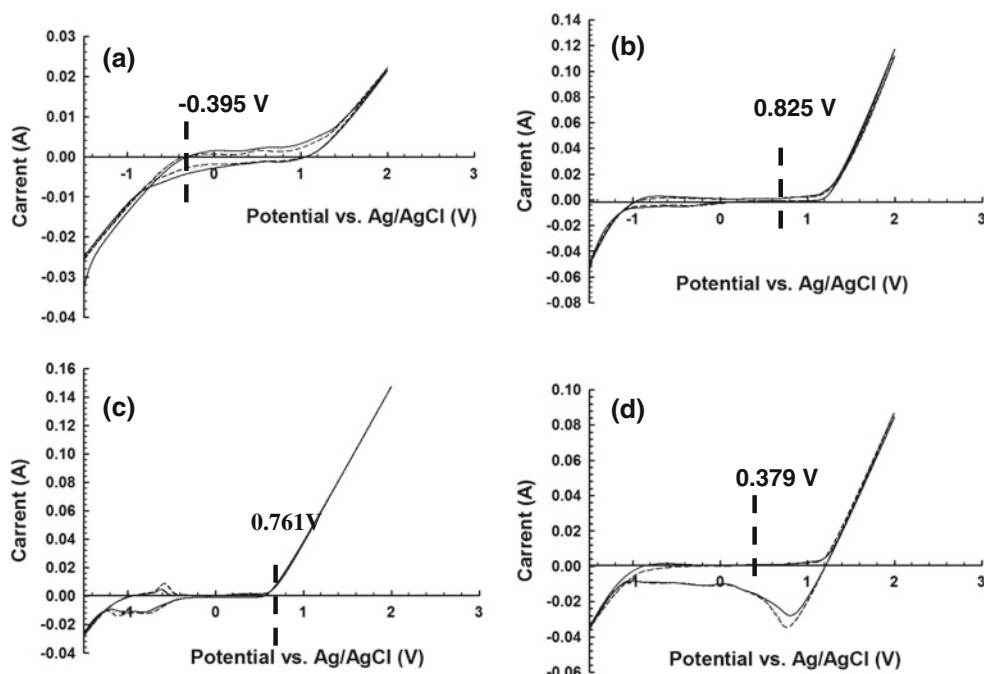 (a)
-0.395 V
0.03
0.02
0.01
0.00
-0.01
-0.02
-0.03
-0.04
-1 0 1 2 3
Carrent (A)
Potential vs. Ag/AgCl (V)
(b)
0.825 V
0.14
0.12
0.10
0.08
0.06
0.04
0.02
0.00
-0.02
-0.04
-0.06
-0.08
-1 0 1 2 3
Carrent (A)
Potential vs. Ag/AgCl (V)
(c)
0.761V
0.16
0.14
0.12
0.10
0.08
0.06
0.04
0.02
0.00
-0.02
-0.04
-1 0 1 2 3
Carrent (A)
Potential vs. Ag/AgCl (V)
(d)
0.379 V
0.10
0.08
0.06
0.04
0.02
0.00
-0.02
-0.04
-0.06
-1 0 1 2 3
Carrent (A)
Potential vs. Ag/AgCl (V)